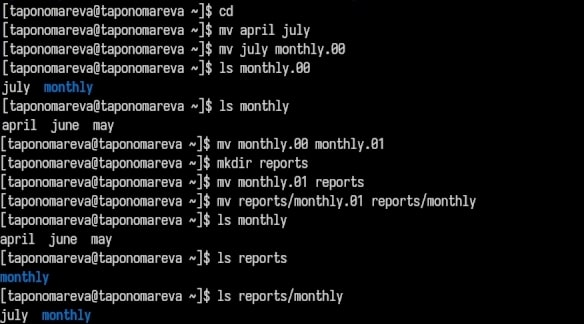 [taponomareva@taponomareva ~]$ cd
[taponomareva@taponomareva ~]$ mv april july
[taponomareva@taponomareva ~]$ mv july monthly.00
[taponomareva@taponomareva ~]$ ls monthly.00
july  monthly
[taponomareva@taponomareva ~]$ ls monthly
april  june  may
[taponomareva@taponomareva ~]$ mv monthly.00 monthly.01
[taponomareva@taponomareva ~]$ mkdir reports
[taponomareva@taponomareva ~]$ mv monthly.01 reports
[taponomareva@taponomareva ~]$ mv reports/monthly.01 reports/monthly
[taponomareva@taponomareva ~]$ ls monthly
april  june  may
[taponomareva@taponomareva ~]$ ls reports
monthly
[taponomareva@taponomareva ~]$ ls reports/monthly
july  monthly